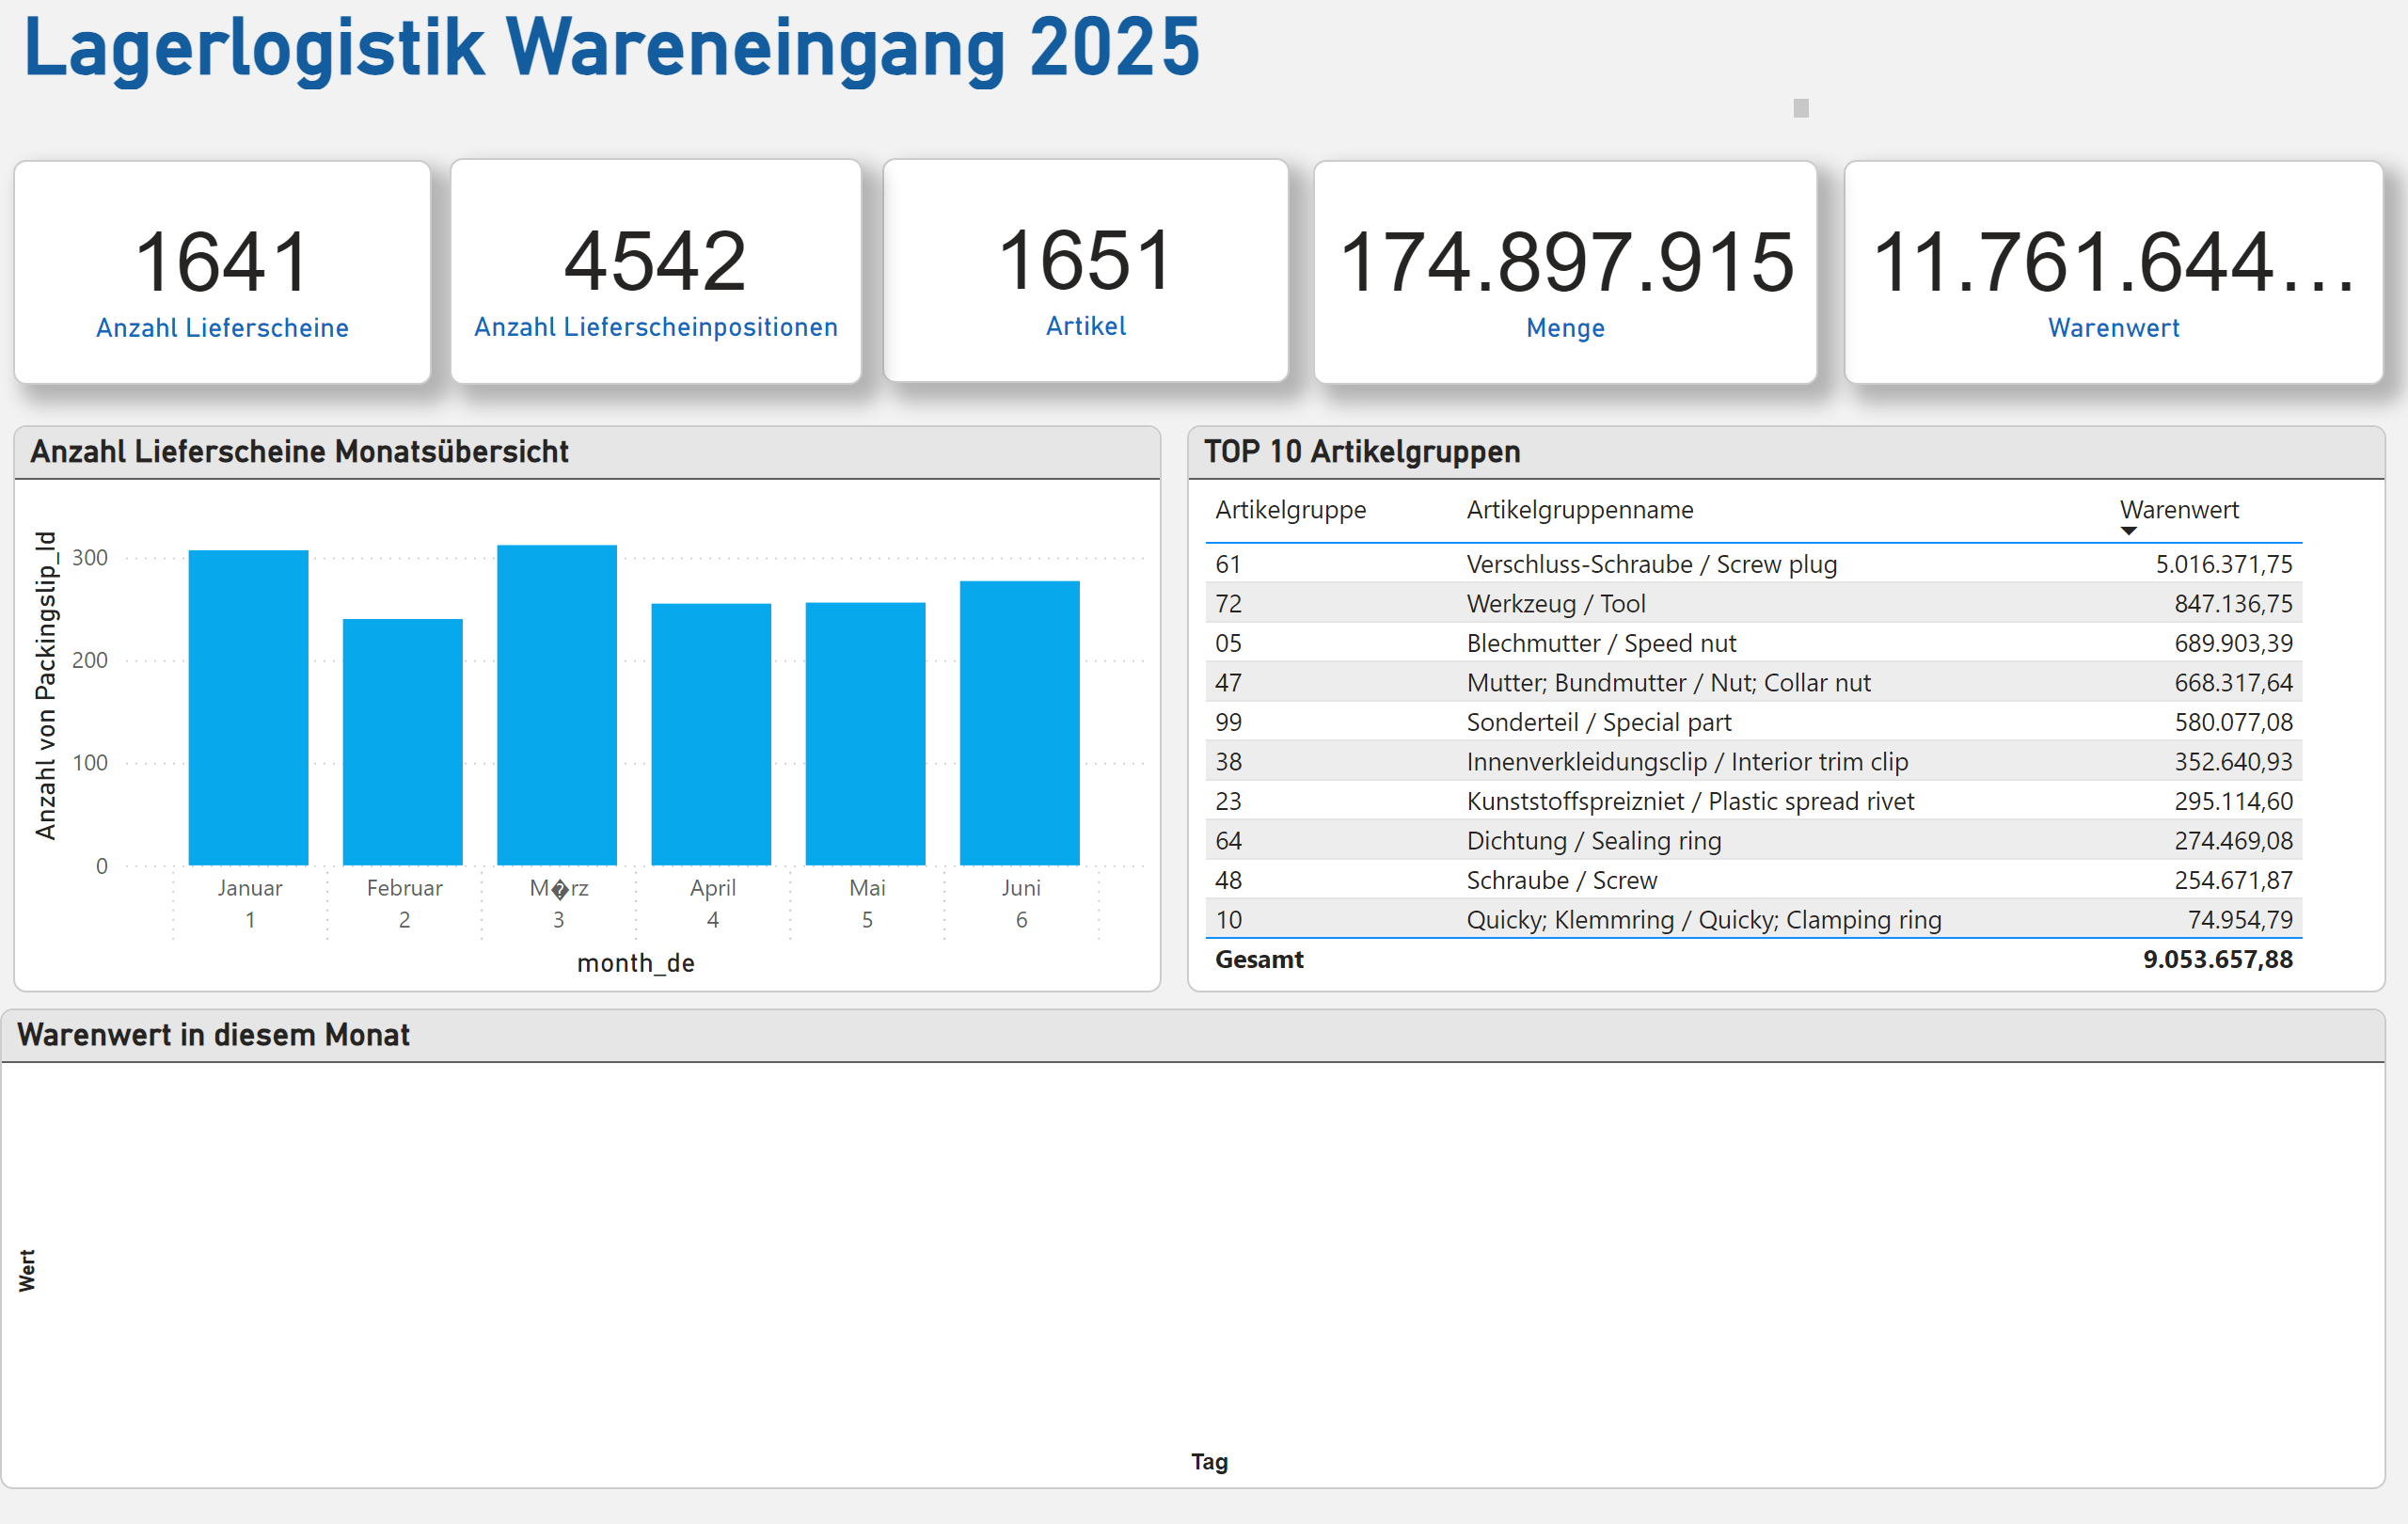 Lagerlogistik Wareneingang 2025
1641
Anzahl Lieferscheine
4542
Anzahl Lieferscheinpositionen
1651
Artikel
174.897.915
Menge
11.761.644...
Warenwert
Anzahl Lieferscheine Monatsübersicht
Anzahl von Packingslip_Id
300
200
100
0
Januar Februar M�rz April Mai Juni
1 2 3 4 5 6
month_de
TOP 10 Artikelgruppen
Artikelgruppe Artikelgruppenname Warenwert
61 Verschluss-Schraube / Screw plug 5.016.371,75
72 Werkzeug / Tool 847.136,75
05 Blechmutter / Speed nut 689.903,39
47 Mutter; Bundmutter / Nut; Collar nut 668.317,64
99 Sonderteil / Special part 580.077,08
38 Innenverkleidungsclip / Interior trim clip 352.640,93
23 Kunststoffspreizniet / Plastic spread rivet 295.114,60
64 Dichtung / Sealing ring 274.469,08
48 Schraube / Screw 254.671,87
10 Quicky; Klemmring / Quicky; Clamping ring 74.954,79
Gesamt 9.053.657,88
Warenwert in diesem Monat
Wert
Tag